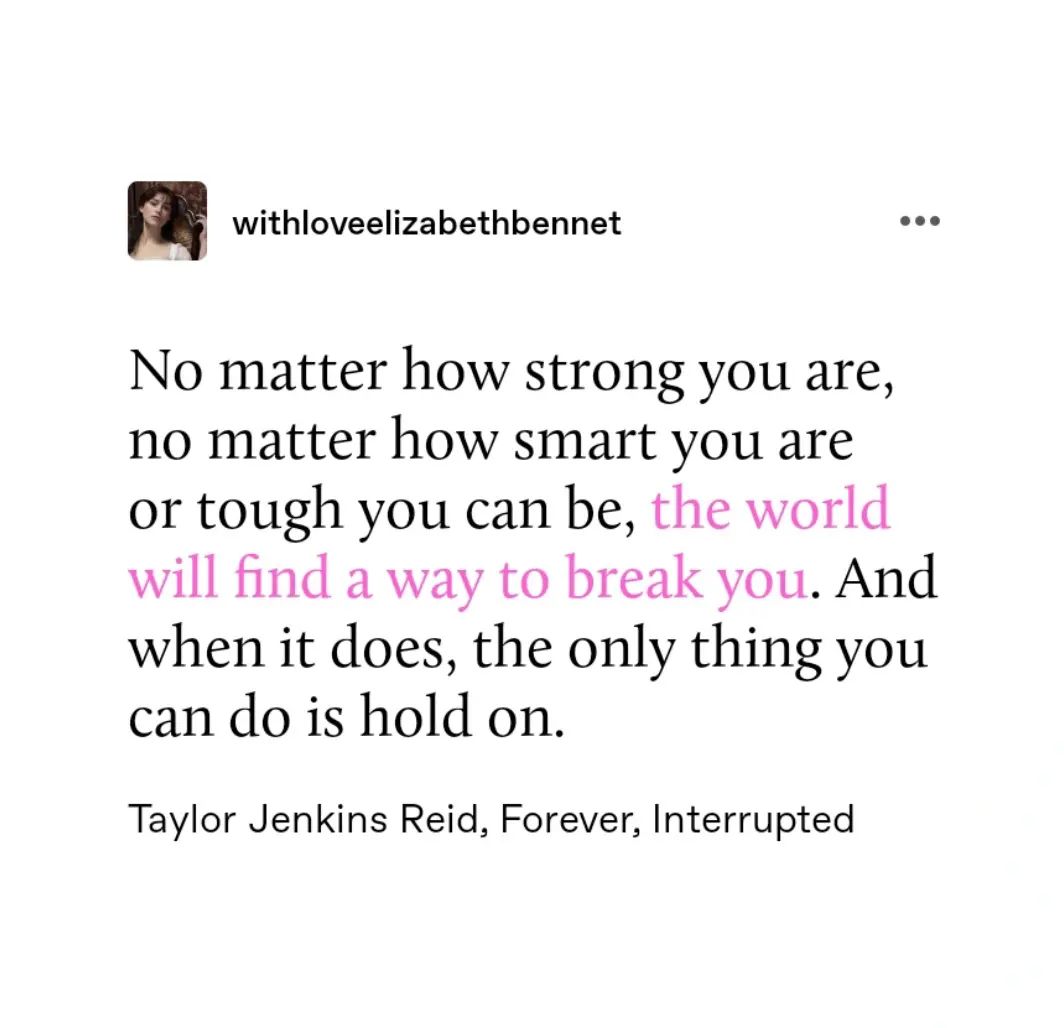 withloveelizabethbennet
No matter how strong you are,
no matter how smart you are
or tough you can be, the world
will find a way to break you. And
when it does, the only thing you
can do is hold on.
Taylor Jenkins Reid, Forever, Interrupted